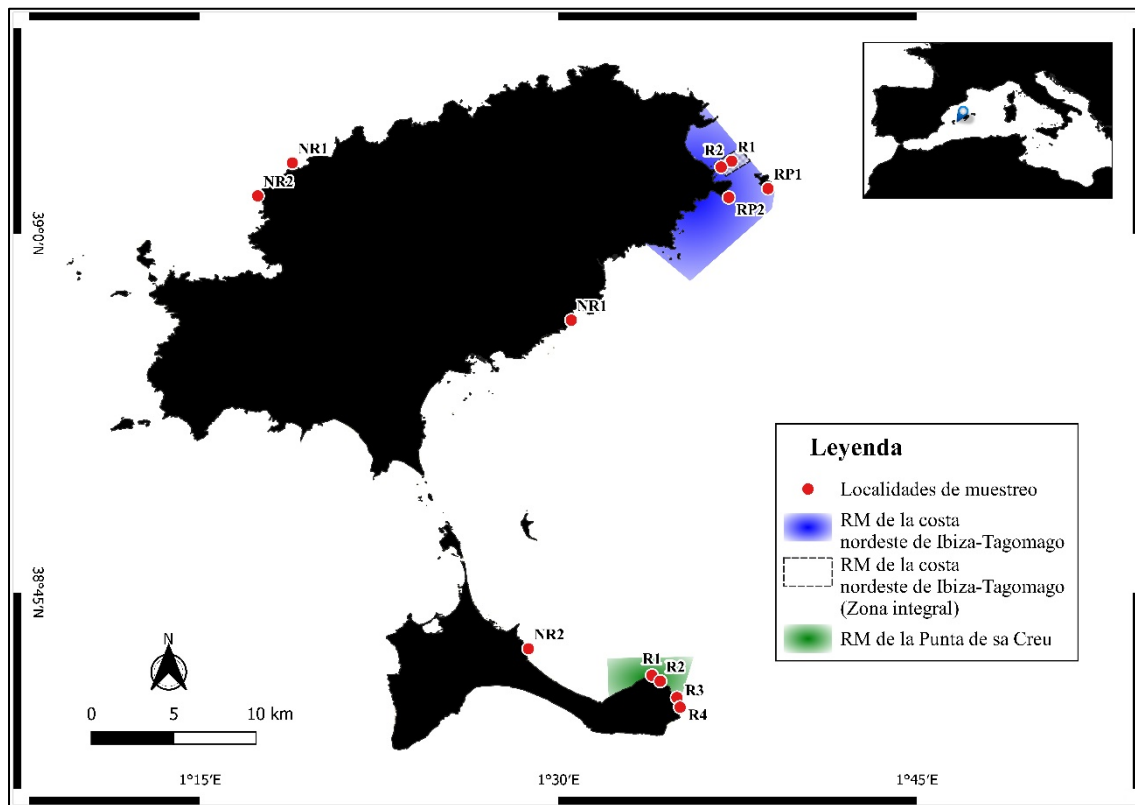 NR1
NR2
R2
R1
RP1
RP2
NR1
39°0'N
38°45'N
Leyenda
Localidades de muestreo
RM de la costa
nordeste de Ibiza-Tagomago
RM de la costa
nordeste de Ibiza-Tagomago
(Zona integral)
RM de la Punta de sa Creu
NR2
R1
R2
R3
R4
N
0 5 10 km
1°15'E 1°30'E 1°45'E